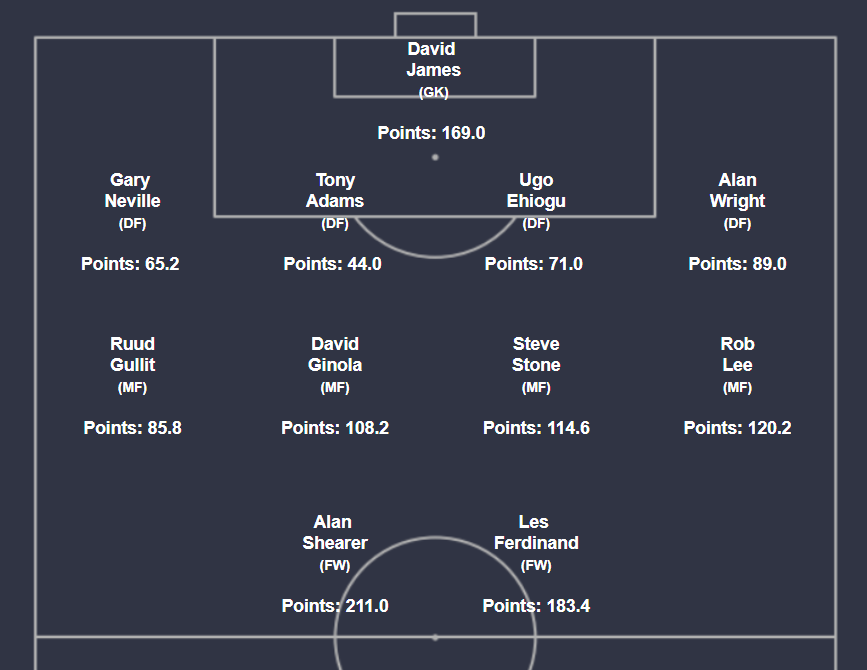 David
James
(GK)
Points: 169.0
Gary
Neville
(DF)
Points: 65.2
Tony
Adams
(DF)
Points: 44.0
Ugo
Ehiogu
(DF)
Points: 71.0
Alan
Wright
(DF)
Points: 89.0
Ruud
Gullit
(MF)
Points: 85.8
David
Ginola
(MF)
Points: 108.2
Steve
Stone
(MF)
Points: 114.6
Rob
Lee
(MF)
Points: 120.2
Alan
Shearer
(FW)
Points: 211.0
Les
Ferdinand
(FW)
Points: 183.4